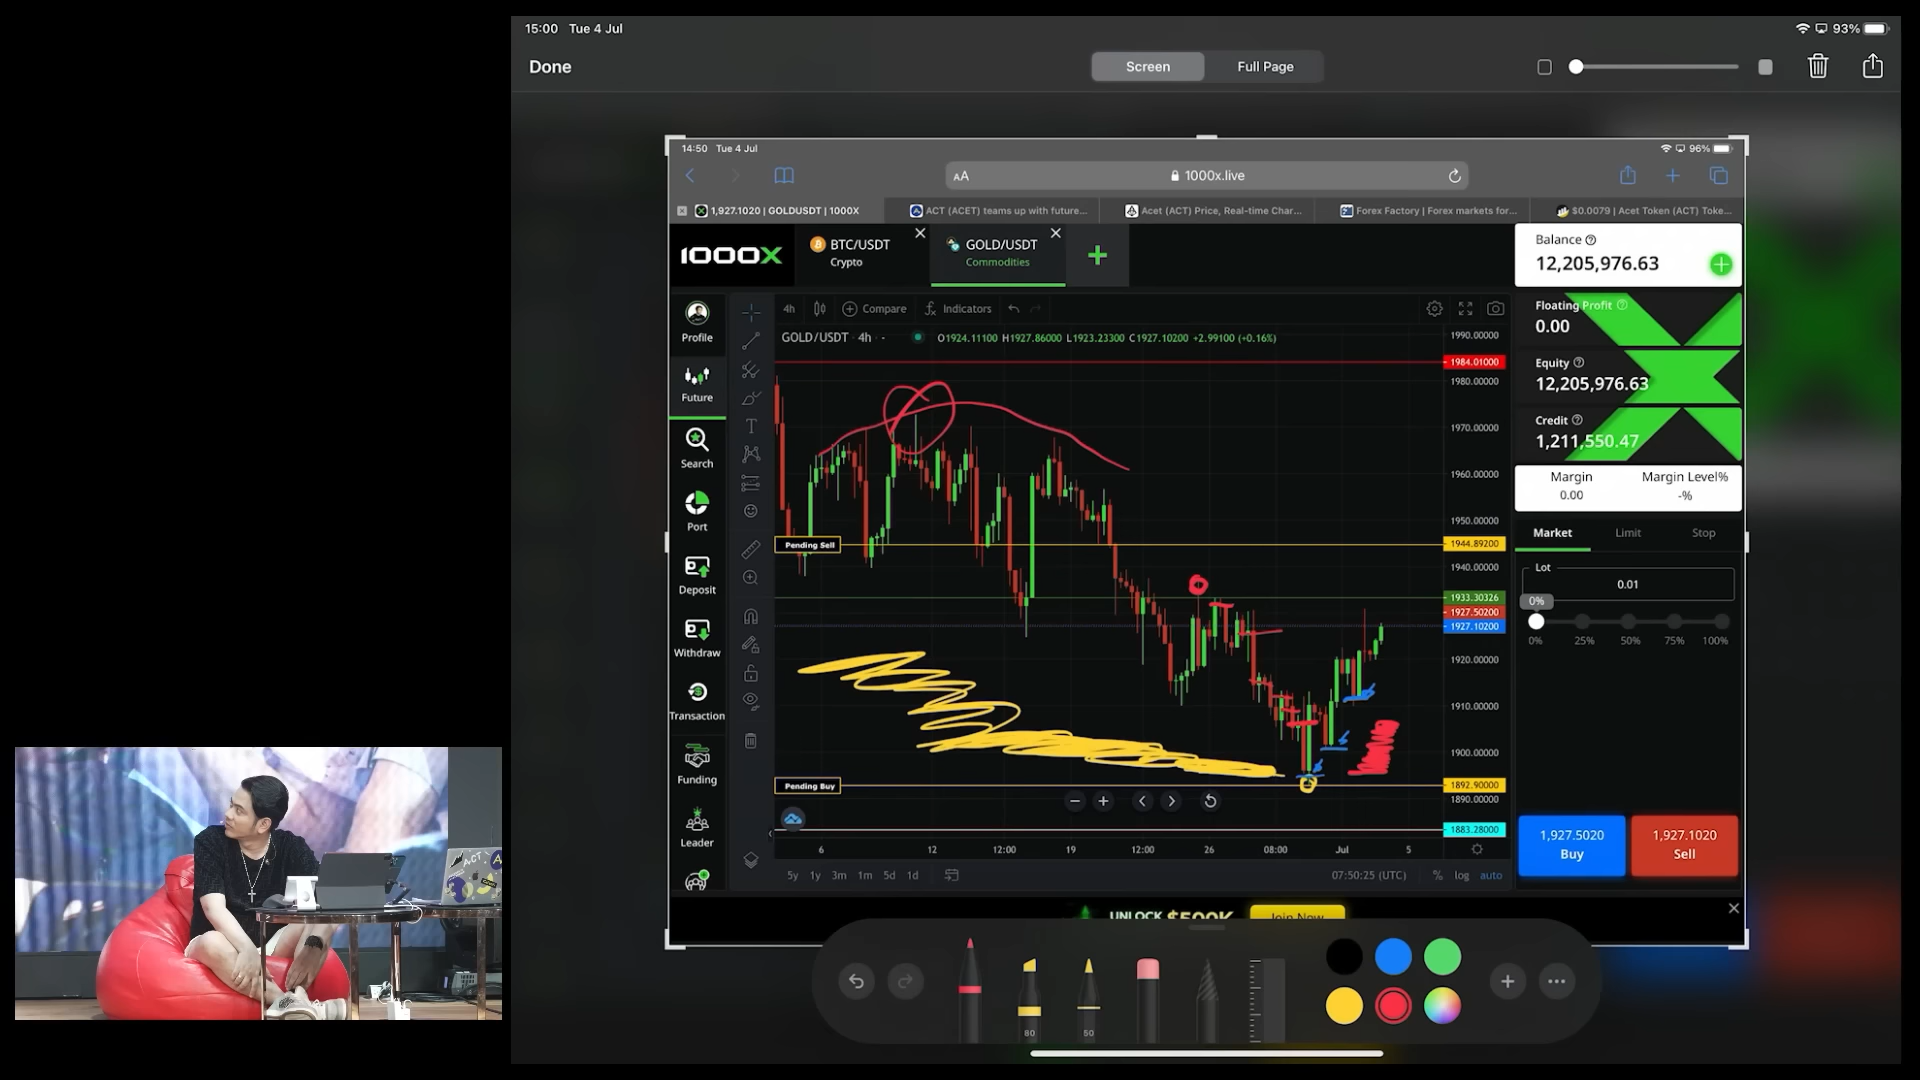 15:00 Tue 4 Jul
93%
Done
Screen
Full Page
14:50 Tue 4 Jul
96%
AA
1000x.live
1,927.1020 | GOLDUSDT | 1000X
ACT (ACET) teams up with future...
Acet (ACT) Price, Real-time Char...
Forex Factory | Forex markets for...
$0.0079 | Acet Token (ACT) Toke...
1000X
BTC/USDT
Crypto
GOLD/USDT
Commodities
Balance
12,205,976.63
Profile
Future
Search
Port
Deposit
Withdraw
Transaction
Funding
Leader
4h
Compare
Indicators
GOLD/USDT · 4h · -
O1924.11100 H1927.86000 L1923.23300 C1927.10200 +2.99100 (+0.16%)
1990.00000
1984.01000
1980.00000
1970.00000
1960.00000
1950.00000
Pending Sell
1944.89200
1940.00000
1933.30326
1927.50200
1927.10200
1920.00000
1910.00000
1900.00000
Pending Buy
1892.90000
1890.00000
1883.28000
6
12
12:00
19
12:00
26
08:00
Jul
5
5y 1y 3m 1m 5d 1d
07:50:25 (UTC)
% log auto
Floating Profit
0.00
Equity
12,205,976.63
Credit
1,211,550.47
Margin
0.00
Margin Level%
-%
Market
Limit
Stop
Lot
0.01
0%
0% 25% 50% 75% 100%
1,927.5020
Buy
1,927.1020
Sell
UNLOCK $500K
Join Now
80
50
ACT